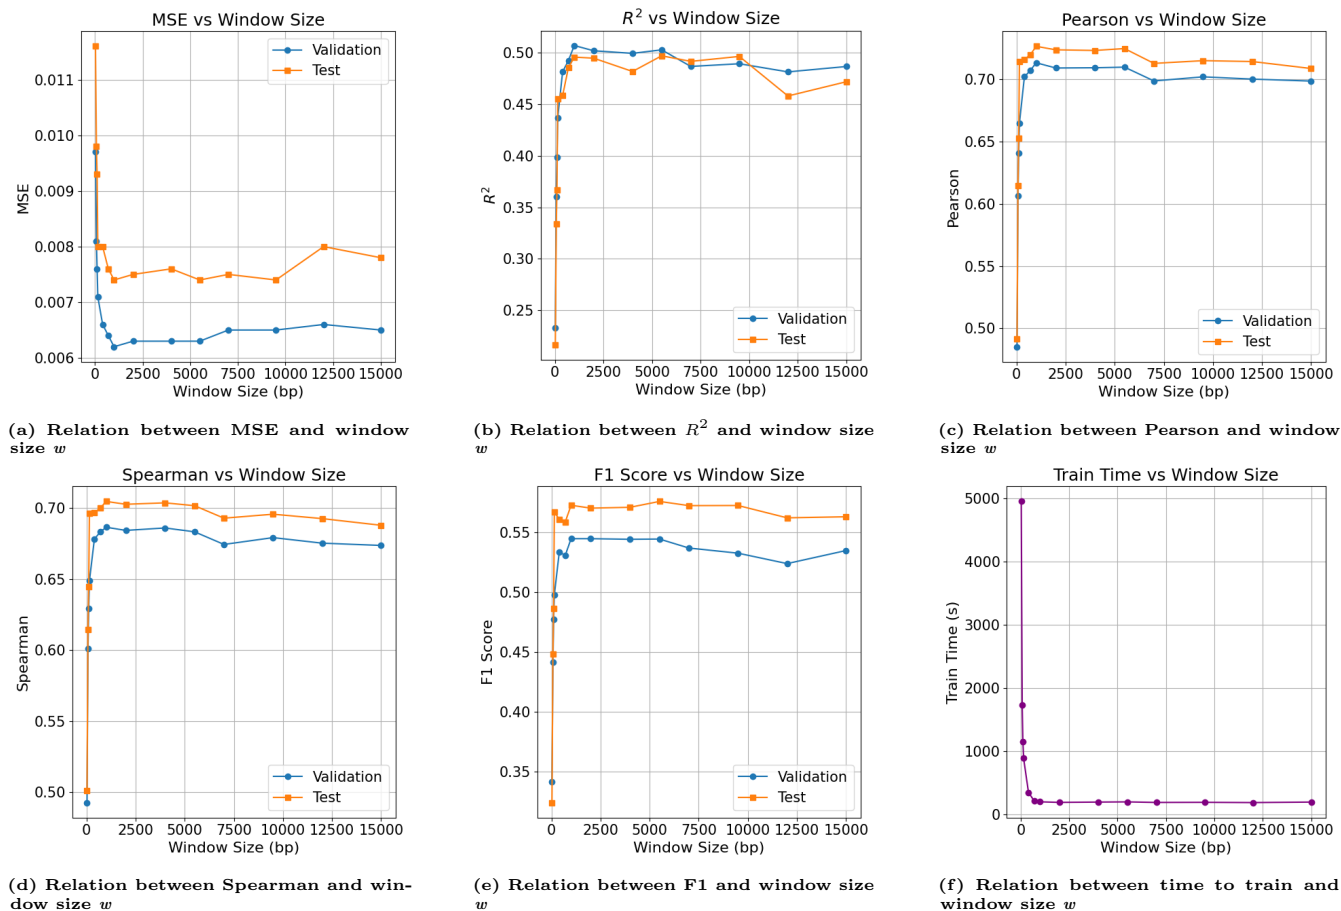 MSE vs Window Size
Validation
Test
0.011
0.010
0.009
0.008
0.007
0.006
MSE
0 2500 5000 7500 10000 12500 15000
Window Size (bp)
(a) Relation between MSE and window
size w
R² vs Window Size
0.50
0.45
0.40
0.35
0.30
0.25
R²
Validation
Test
0 2500 5000 7500 10000 12500 15000
Window Size (bp)
(b) Relation between R² and window size
w
Pearson vs Window Size
0.70
0.65
0.60
0.55
0.50
Pearson
Validation
Test
0 2500 5000 7500 10000 12500 15000
Window Size (bp)
(c) Relation between Pearson and window
size w
Spearman vs Window Size
0.70
0.65
0.60
0.55
0.50
Spearman
Validation
Test
0 2500 5000 7500 10000 12500 15000
Window Size (bp)
(d) Relation between Spearman and win-
dow size w
F1 Score vs Window Size
0.55
0.50
0.45
0.40
0.35
F1 Score
Validation
Test
0 2500 5000 7500 10000 12500 15000
Window Size (bp)
(e) Relation between F1 and window size
w
Train Time vs Window Size
5000
4000
3000
2000
1000
0
Train Time (s)
0 2500 5000 7500 10000 12500 15000
Window Size (bp)
(f) Relation between time to train and
window size w